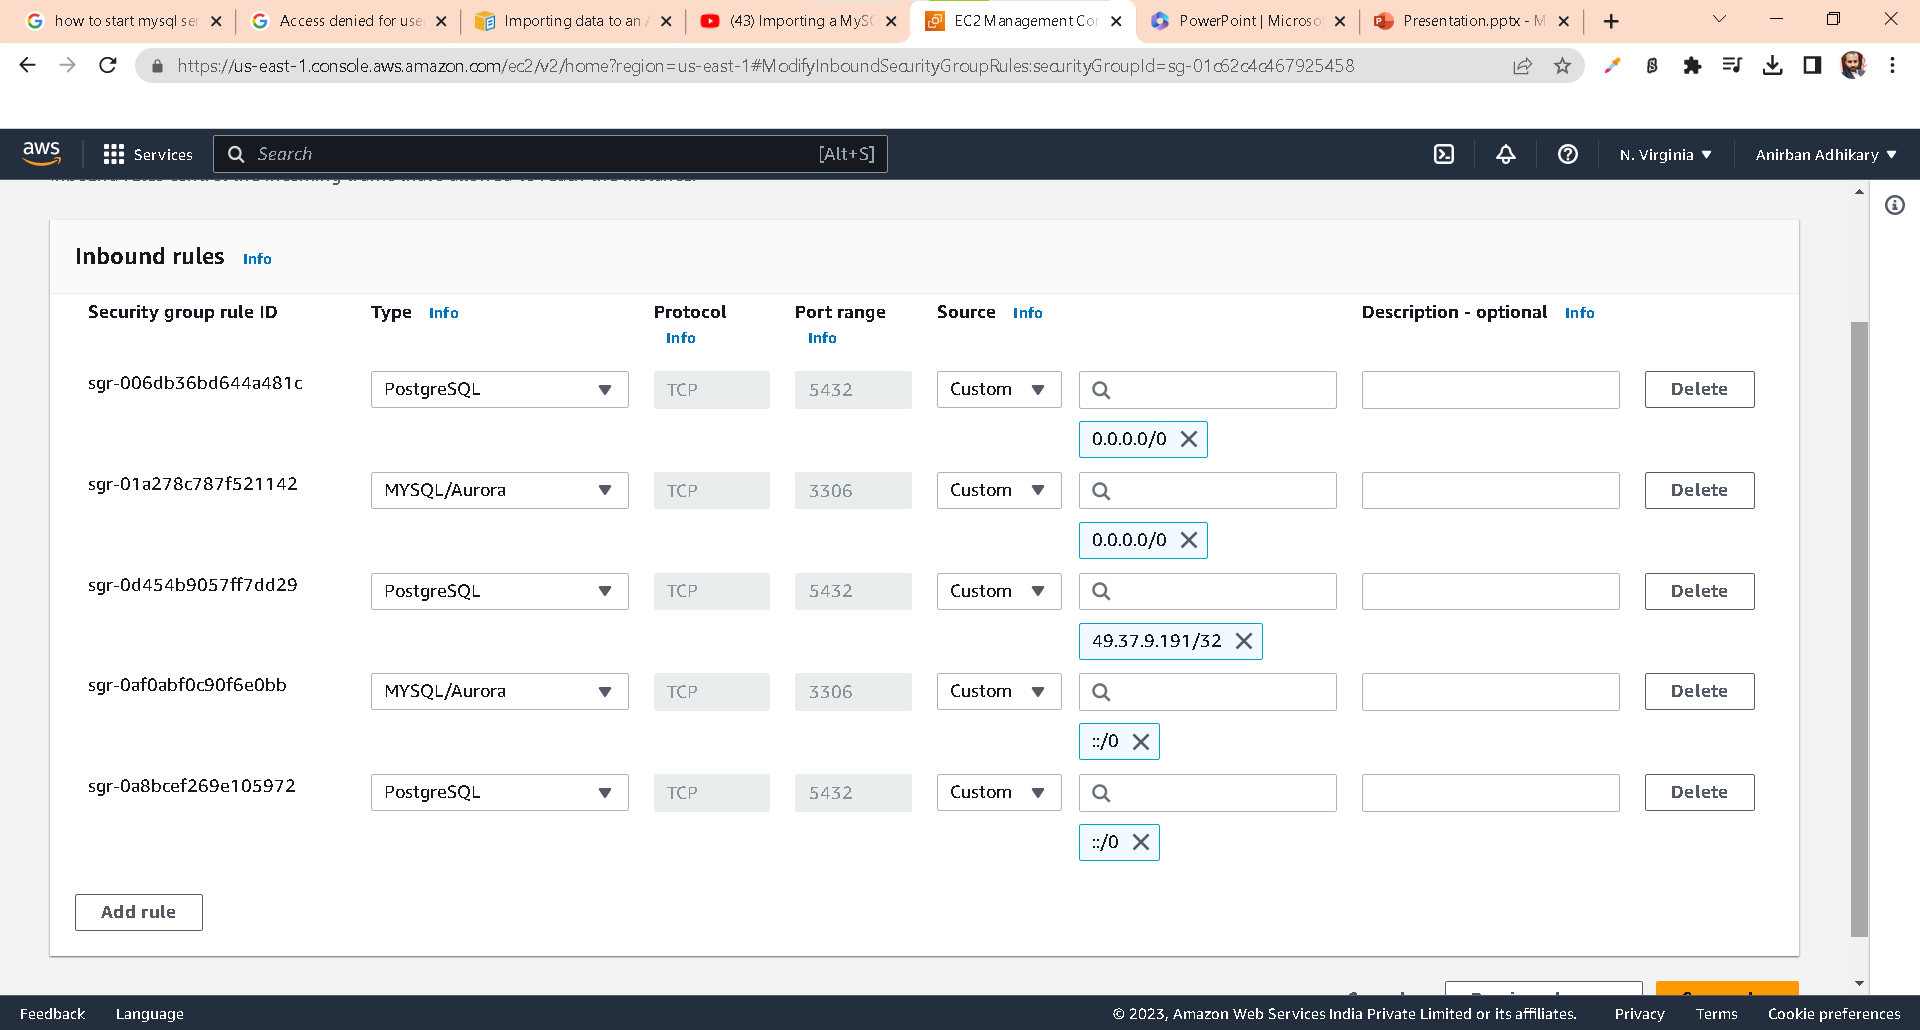 how to start mysql ser
Access denied for use
Importing data to an A
(43) Importing a MySQ
EC2 Management Cor
PowerPoint | Microso
Presentation.pptx - M
https://us-east-1.console.aws.amazon.com/ec2/v2/home?region=us-east-1#ModifyInboundSecurityGroupRules:securityGroupId=sg-01c62c4c467925458
aws
Services
Search
[Alt+S]
N. Virginia
Anirban Adhikary
Inbound rules Info
Security group rule ID
Type Info
Protocol Info
Port range Info
Source Info
Description - optional Info
sgr-006db36bd644a481c
PostgreSQL
TCP
5432
Custom
Delete
0.0.0.0/0
sgr-01a278c787f521142
MYSQL/Aurora
TCP
3306
Custom
Delete
0.0.0.0/0
sgr-0d454b9057ff7dd29
PostgreSQL
TCP
5432
Custom
Delete
49.37.9.191/32
sgr-0af0abf0c90f6e0bb
MYSQL/Aurora
TCP
3306
Custom
Delete
::/0
sgr-0a8bcef269e105972
PostgreSQL
TCP
5432
Custom
Delete
::/0
Add rule
Feedback
Language
© 2023, Amazon Web Services India Private Limited or its affiliates.
Privacy
Terms
Cookie preferences